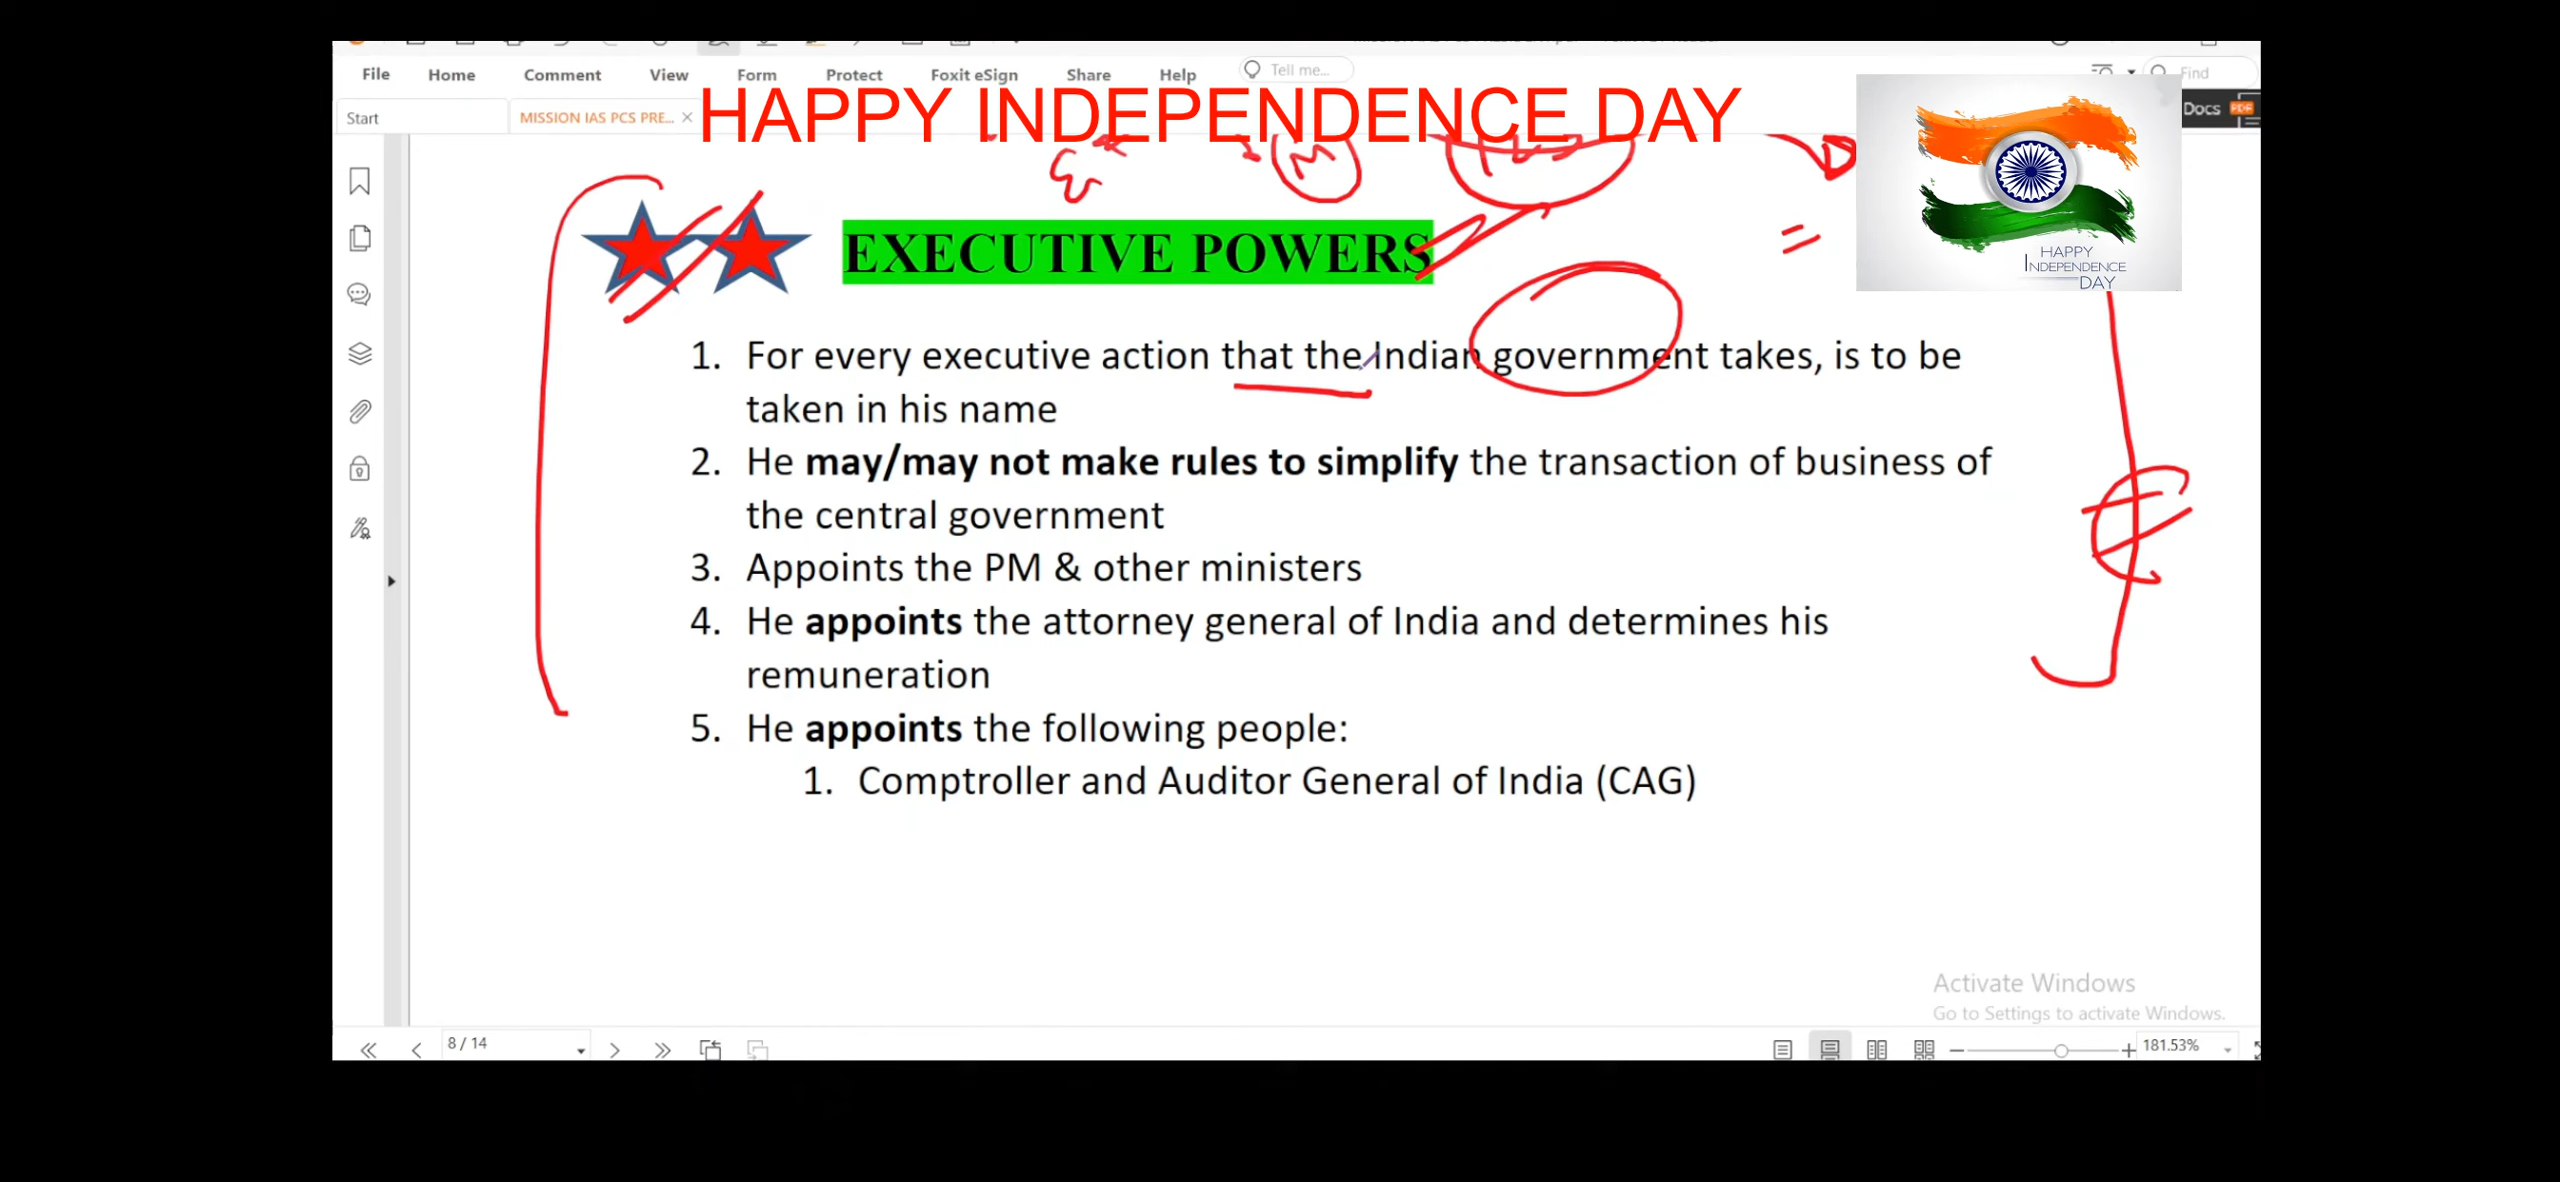 File Home Comment View Form Protect Foxit eSign Share Help Tell me... Find
Start MISSION IAS PCS PRE... Docs PDF
HAPPY INDEPENDENCE DAY
M
HAPPY
INDEPENDENCE
DAY
EXECUTIVE POWERS
1. For every executive action that the Indian government takes, is to be
taken in his name
2. He may/may not make rules to simplify the transaction of business of
the central government
3. Appoints the PM & other ministers
4. He appoints the attorney general of India and determines his
remuneration
5. He appoints the following people:
1. Comptroller and Auditor General of India (CAG)
Activate Windows
Go to Settings to activate Windows.
8 / 14 181.53%